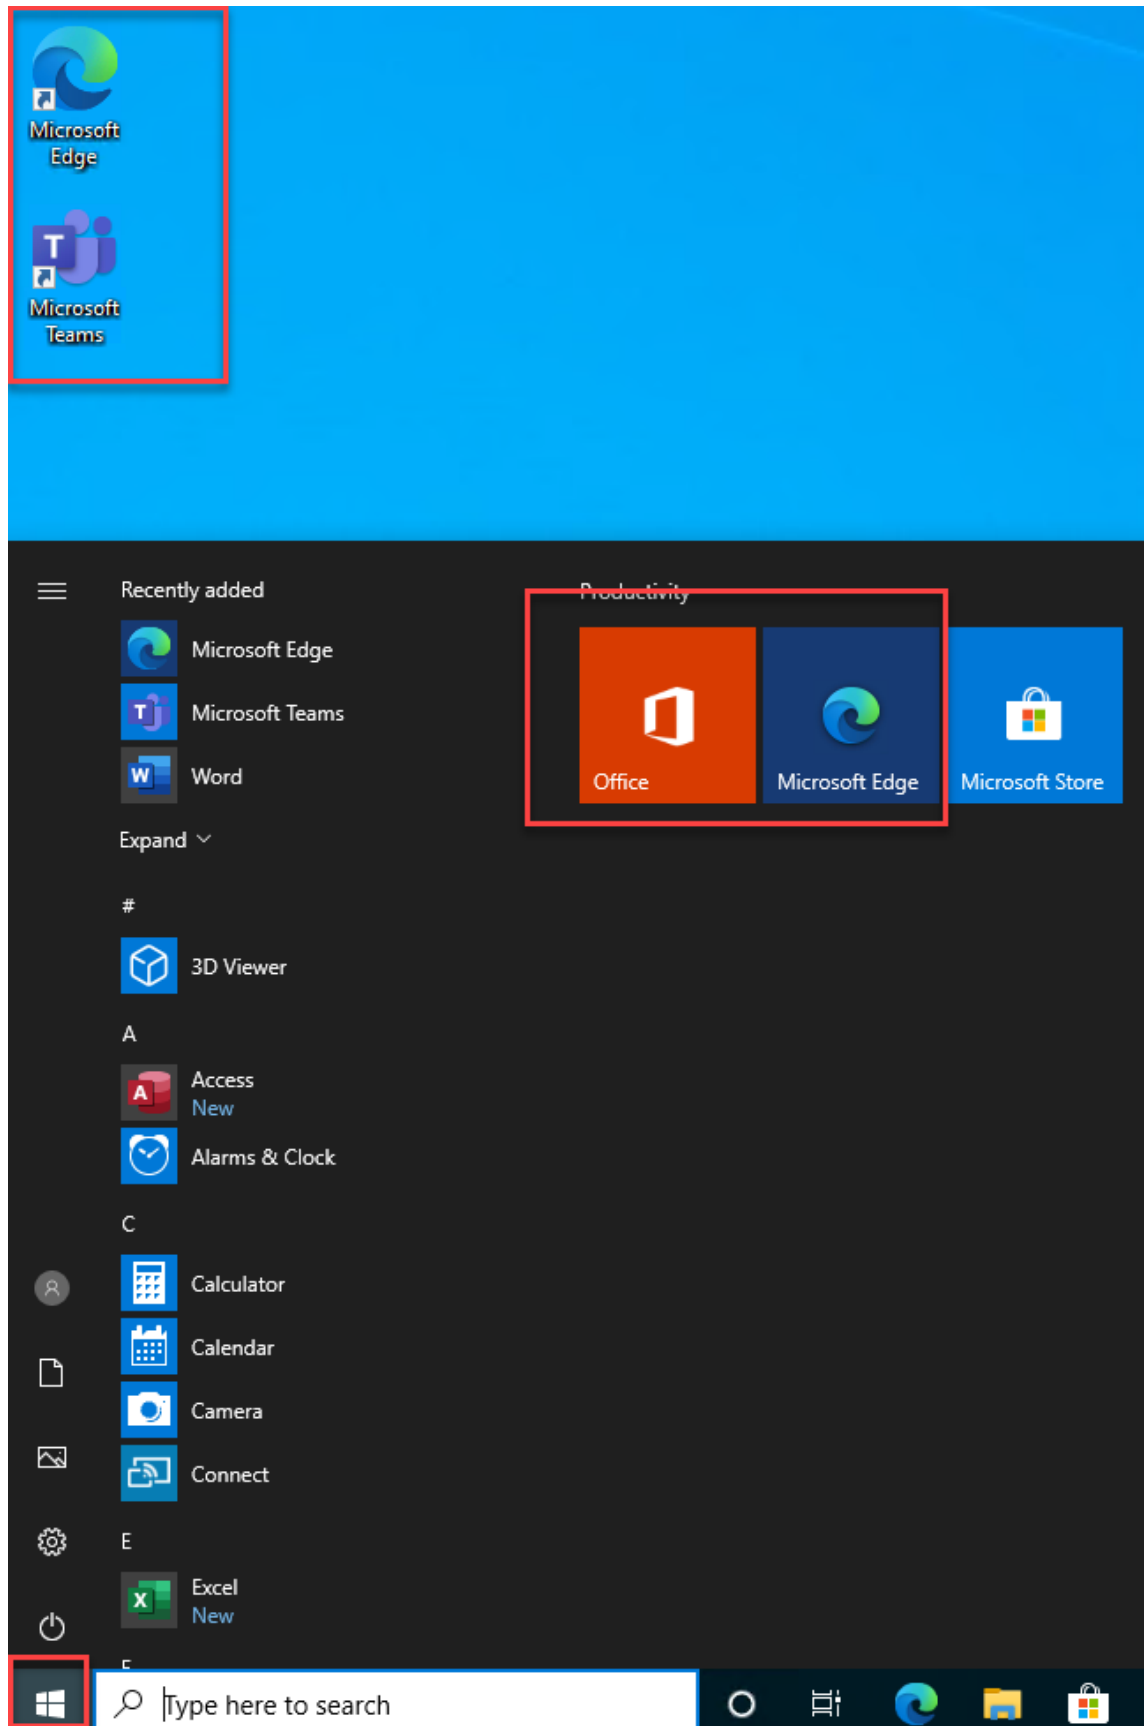 Microsoft
Edge
Microsoft
Teams
Recently added
Microsoft Edge
Microsoft Teams
Word
Expand
#
3D Viewer
A
Access
New
Alarms & Clock
C
Calculator
Calendar
Camera
Connect
E
Excel
New
Productivity
Office
Microsoft Edge
Microsoft Store
Type here to search